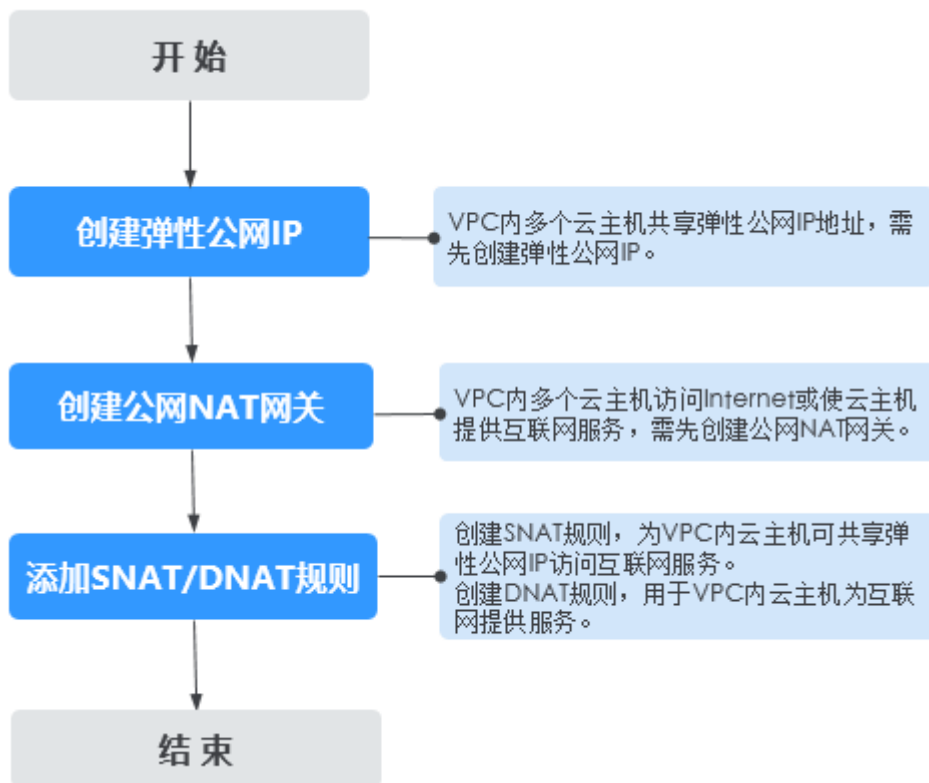 开 始
创建弹性公网IP
VPC内多个云主机共享弹性公网IP地址，需
先创建弹性公网IP。
创建公网NAT网关
VPC内多个云主机访问Internet或使云主机
提供互联网服务，需先创建公网NAT网关。
添加SNAT/DNAT规则
创建SNAT规则，为VPC内云主机可共享弹
性公网IP访问互联网服务。
创建DNAT规则，用于VPC内云主机为互联
网提供服务。
结 束